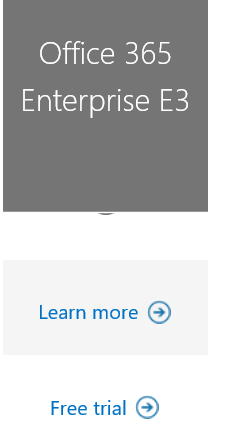 Office 365
Enterprise E3
Learn more
Free trial